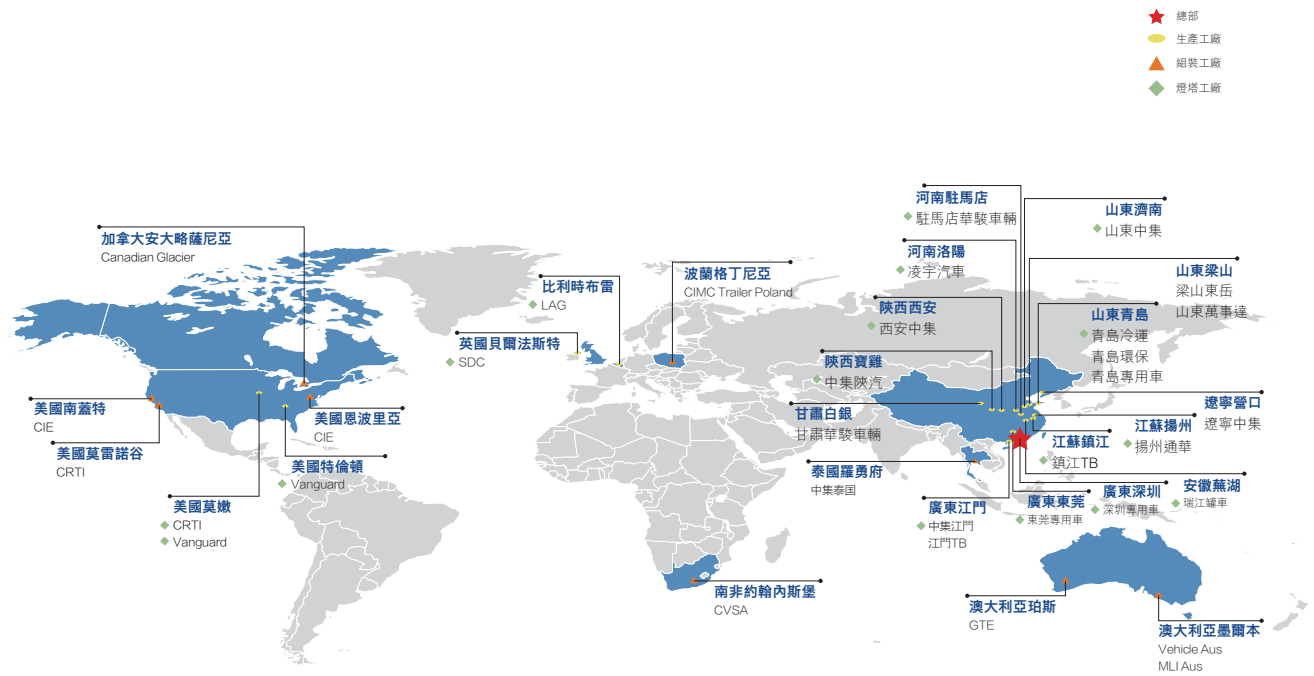 總部
生產工廠
組裝工廠
燈塔工廠
加拿大安大略薩尼亞
Canadian Glacier
美國南蓋特
CIE
美國莫雷諾谷
CRTI
美國莫嫩
CRTI
Vanguard
美國特倫頓
Vanguard
美國恩波里亞
CIE
比利時布雷
LAG
英國貝爾法斯特
SDC
波蘭格丁尼亞
CIMC Trailer Poland
河南駐馬店
駐馬店華駿車輛
河南洛陽
凌宇汽車
陝西西安
西安中集
陝西寶雞
中集陝汽
甘肅白銀
甘肅華駿車輛
泰國羅勇府
中集泰国
山東濟南
山東中集
山東梁山
梁山東岳
山東萬事達
山東青島
青島冷運
青島環保
青島專用車
遼寧營口
遼寧中集
江蘇揚州
揚州通華
江蘇鎮江
鎮江TB
安徽蕪湖
瑞江罐車
廣東深圳
深圳專用車
廣東東莞
東莞專用車
廣東江門
中集江門
江門TB
南非約翰內斯堡
CVSA
澳大利亞珀斯
GTE
澳大利亞墨爾本
Vehicle Aus
MLI Aus